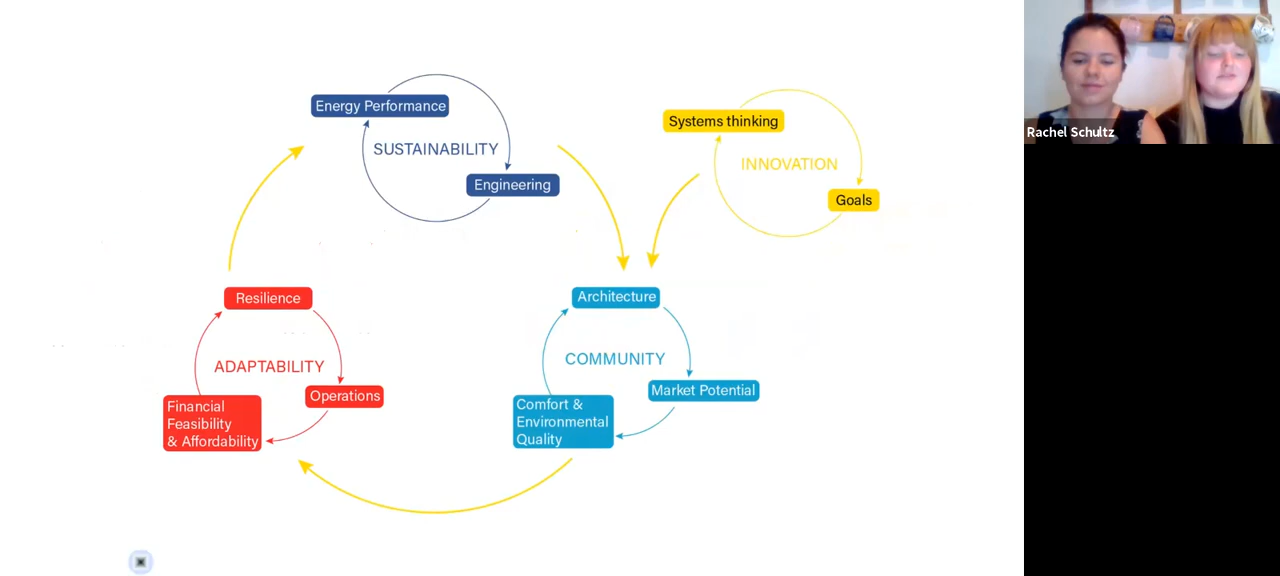 Energy Performance
SUSTAINABILITY
Engineering
Systems thinking
INNOVATION
Goals
Resilience
ADAPTABILITY
Operations
Financial
Feasibility
& Affordability
Architecture
COMMUNITY
Market Potential
Comfort &
Environmental
Quality
Rachel Schultz